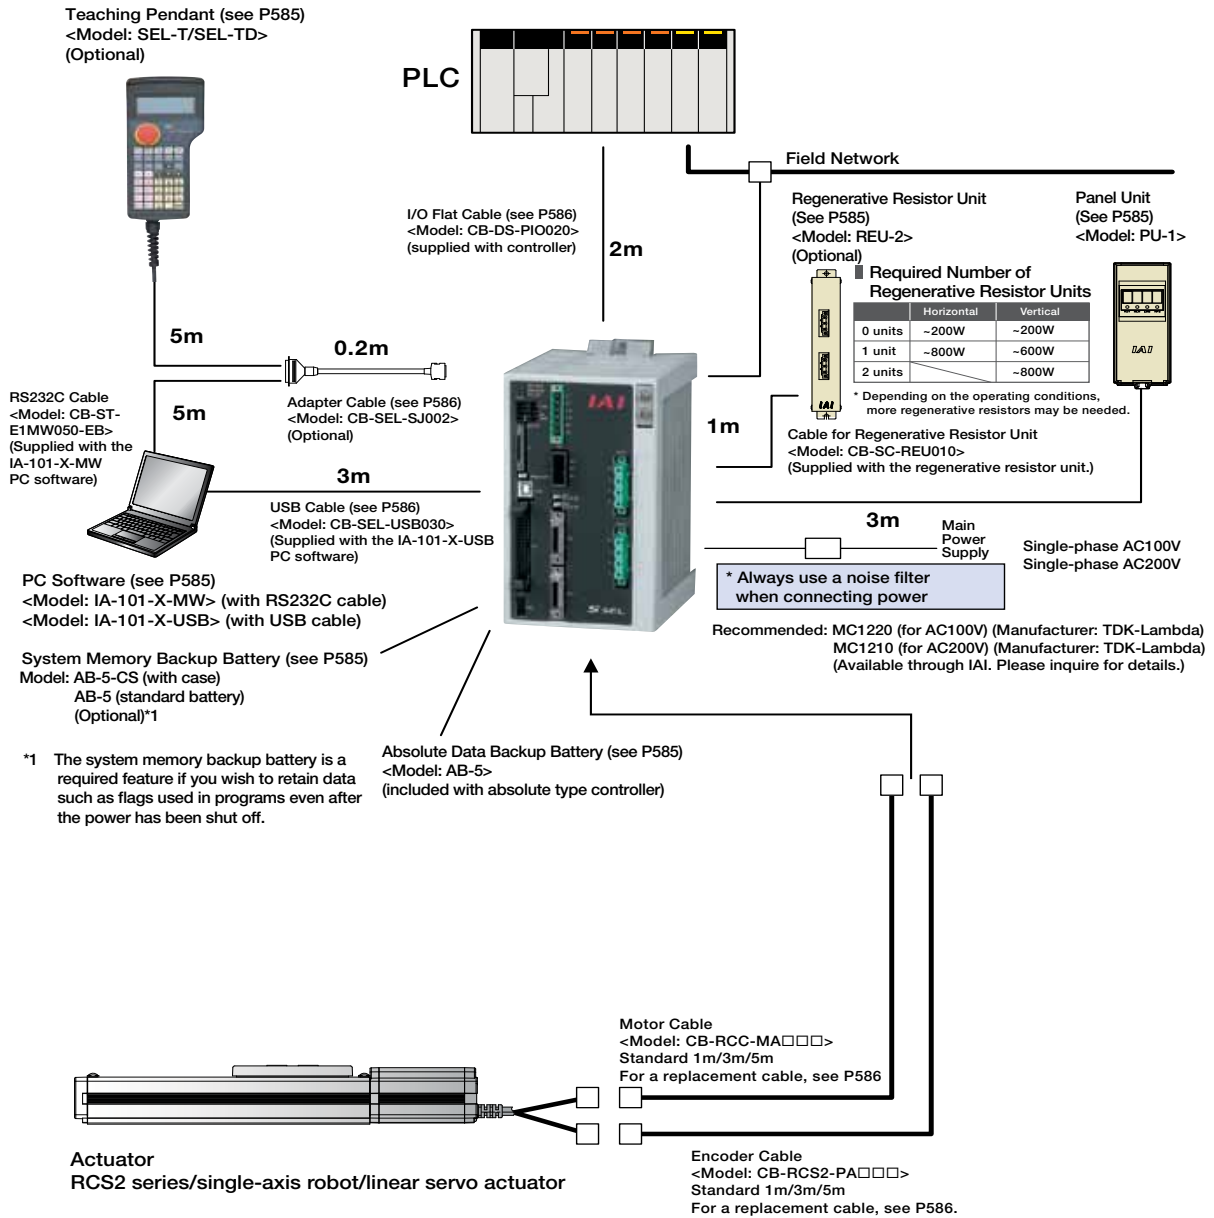 Teaching Pendant (see P585)
<Model: SEL-T/SEL-TD>
(Optional)
PLC
Field Network
I/O Flat Cable (see P586)
<Model: CB-DS-PIO020>
(supplied with controller)
2m
Regenerative Resistor Unit
(See P585)
<Model: REU-2>
(Optional)
Panel Unit
(See P585)
<Model: PU-1>
Required Number of
Regenerative Resistor Units
Horizontal Vertical
0 units ~200W ~200W
1 unit ~800W ~600W
2 units ~800W
* Depending on the operating conditions,
more regenerative resistors may be needed.
IAI
IAI
5m
0.2m
Adapter Cable (see P586)
<Model: CB-SEL-SJ002>
(Optional)
RS232C Cable
<Model: CB-ST-
E1MW050-EB>
(Supplied with the
IA-101-X-MW
PC software)
5m
IAI
S SEL
1m
Cable for Regenerative Resistor Unit
<Model: CB-SC-REU010>
(Supplied with the regenerative resistor unit.)
3m
USB Cable (see P586)
<Model: CB-SEL-USB030>
(Supplied with the IA-101-X-USB
PC software)
3m
Main
Power
Supply
Single-phase AC100V
Single-phase AC200V
* Always use a noise filter
when connecting power
Recommended: MC1220 (for AC100V) (Manufacturer: TDK-Lambda)
MC1210 (for AC200V) (Manufacturer: TDK-Lambda)
(Available through IAI. Please inquire for details.)
PC Software (see P585)
<Model: IA-101-X-MW> (with RS232C cable)
<Model: IA-101-X-USB> (with USB cable)
System Memory Backup Battery (see P585)
Model: AB-5-CS (with case)
AB-5 (standard battery)
(Optional)*1
*1 The system memory backup battery is a
required feature if you wish to retain data
such as flags used in programs even after
the power has been shut off.
Absolute Data Backup Battery (see P585)
<Model: AB-5>
(included with absolute type controller)
Motor Cable
<Model: CB-RCC-MA□□□>
Standard 1m/3m/5m
For a replacement cable, see P586
Actuator
RCS2 series/single-axis robot/linear servo actuator
Encoder Cable
<Model: CB-RCS2-PA□□□>
Standard 1m/3m/5m
For a replacement cable, see P586.